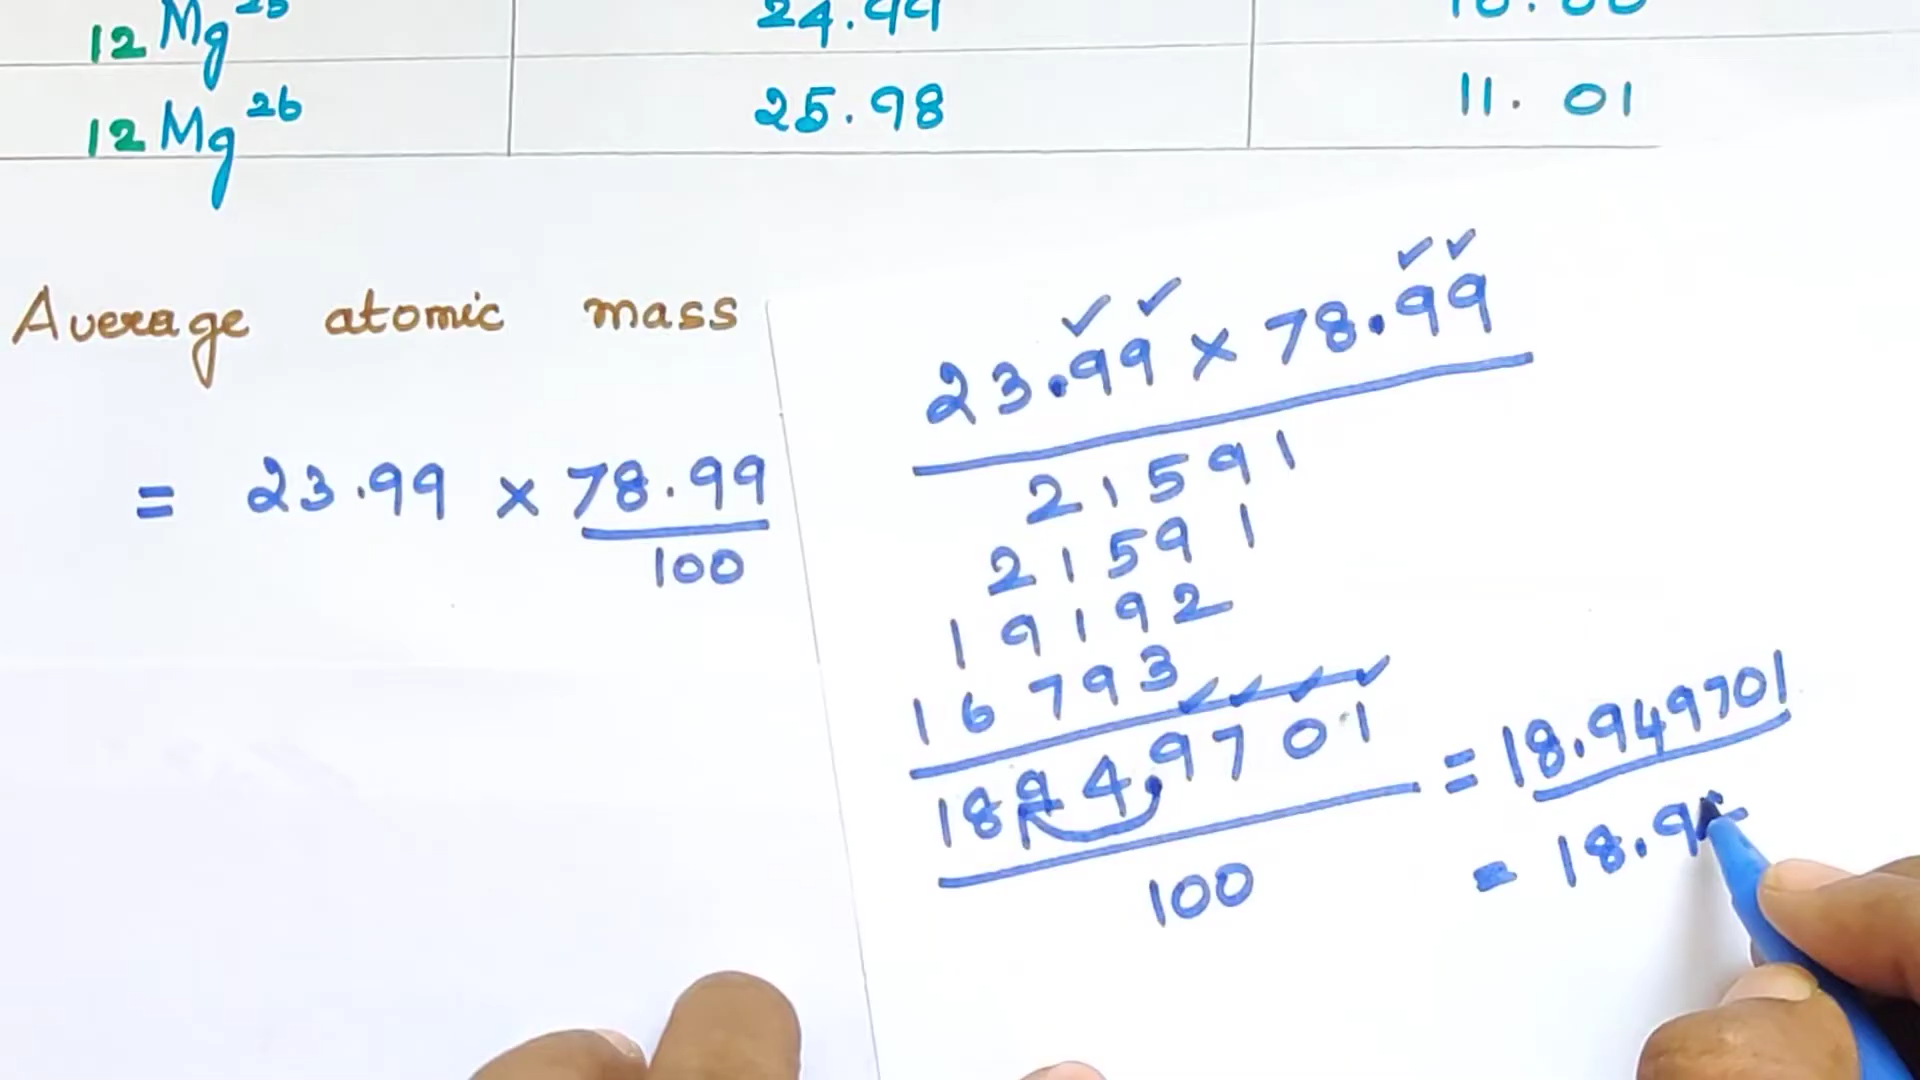 12Mg25 24.99
12Mg26 25.98 11.01
Average atomic mass
= 23.99 × 78.99
100
23.99 × 78.99
21591
21591
19192
16793
1894.9701
100
= 18.949701
= 18.9